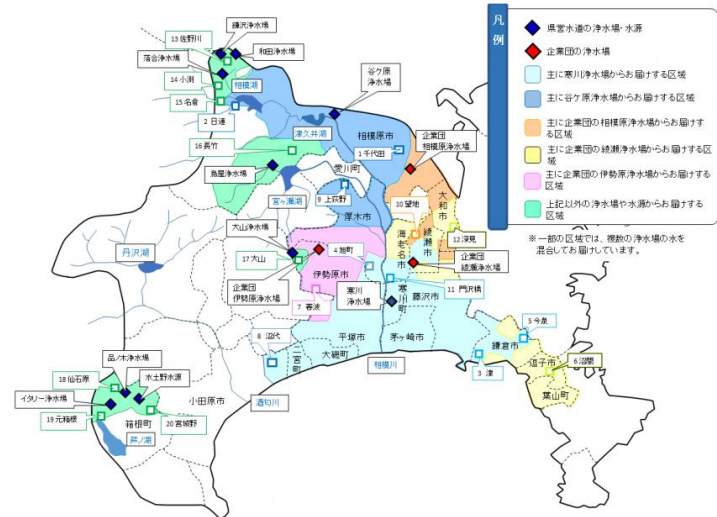 凡例
県営水道の浄水場・水源
企業団の浄水場
主に寒川浄水場からお届けする区域
主に谷ケ原浄水場からお届けする区域
主に企業団の相模原浄水場からお届けす
る区域
主に企業団の綾瀬浄水場からお届けする
区域
主に企業団の伊勢原浄水場からお届けす
る区域
上記以外の浄水場や水源からお届けする
区域
※ 一部の区域では、複数の浄水場の水を
混合してお届けしています。
13 佐野川
鎌沢浄水場
和田浄水場
落合浄水場
14 小渕
15 名倉
相模湖
2 日連
谷ケ原
浄水場
津久井湖
相模原市
1 千代田
16 長竹
鳥屋浄水場
愛川町
企業団
相模原浄水場
宮ヶ瀬湖
9 上荻野
厚木市
10 望地
大和市
綾瀬市
海老名市
12 深見
丹沢湖
大山浄水場
17 大山
4 旭町
伊勢原市
企業団
綾瀬浄水場
企業団
伊勢原浄水場
寒川
浄水場
寒川町
藤沢市
11 門沢橋
7 善波
5 今泉
8 沼代
平塚市
茅ヶ崎市
鎌倉市
二宮町
大磯町
相模川
3 津
逗子市
6 沼間
葉山町
品ノ木浄水場
18 仙石原
水土野水源
イタリー浄水場
小田原市
酒匂川
19 元箱根
箱根町
20 宮城野
芦ノ湖